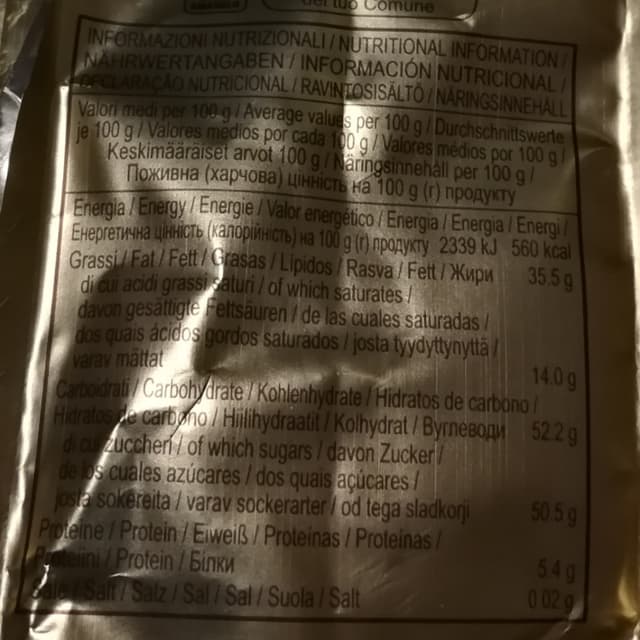 del tuo Comune
INFORMAZIONI NUTRIZIONALI / NUTRITIONAL INFORMATION /
NÄHRWERTANGABEN / INFORMACIÓN NUTRICIONAL /
DECLARAÇÃO NUTRICIONAL / RAVINTOSISÄLTÖ / NÄRINGSINNEHÅLL
Valori medi per 100 g / Average values per 100 g / Durchschnittswerte
je 100 g / Valores medios por cada 100 g / Valores médios por 100 g /
Keskimääräiset arvot 100 g / Näringsinnehåll per 100 g /
Поживна (харчова) цінність на 100 g (г) продукту
Energia / Energy / Energie / Valor energético / Energia / Energia / Energi /
Енергетична цінність (калорійність) на 100 g (г) продукту 2339 kJ 560 kcal
Grassi / Fat / Fett / Grasas / Lípidos / Rasva / Fett / Жири 35.5 g
di cui acidi grassi saturi / of which saturates /
davon gesättigte Fettsäuren / de las cuales saturadas /
dos quais ácidos gordos saturados / josta tyydyttynyttä /
varav mättat 14.0 g
Carboidrati / Carbohydrate / Kohlenhydrate / Hidratos de carbono /
Hidratos de carbono / Hiilihydraatit / Kolhydrat / Вуглеводи 52.2 g
di cui zuccheri / of which sugars / davon Zucker /
de los cuales azúcares / dos quais açúcares /
josta sokereita / varav sockerarter / od tega sladkorji 50.5 g
Proteine / Protein / Eiweiß / Proteínas / Proteínas /
Proteiini / Protein / Білки 5.4 g
Sale / Salt / Salz / Sal / Sal / Suola / Salt 0.02 g